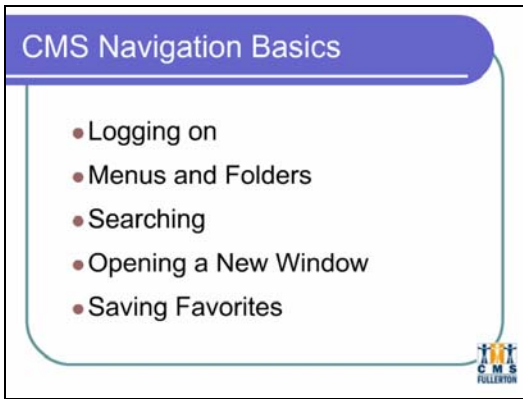 CMS Navigation Basics
Logging on
Menus and Folders
Searching
Opening a New Window
Saving Favorites
CMS
FULLERTON